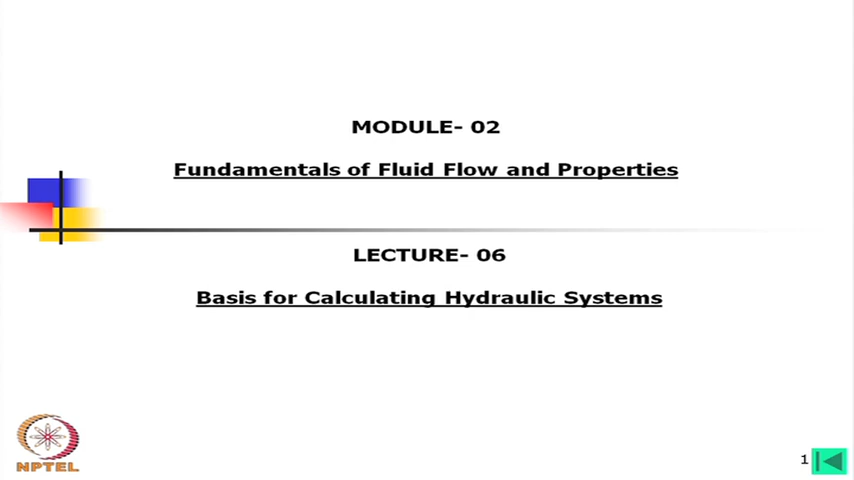 MODULE- 02
Fundamentals of Fluid Flow and Properties
LECTURE- 06
Basis for Calculating Hydraulic Systems
NPTEL
1